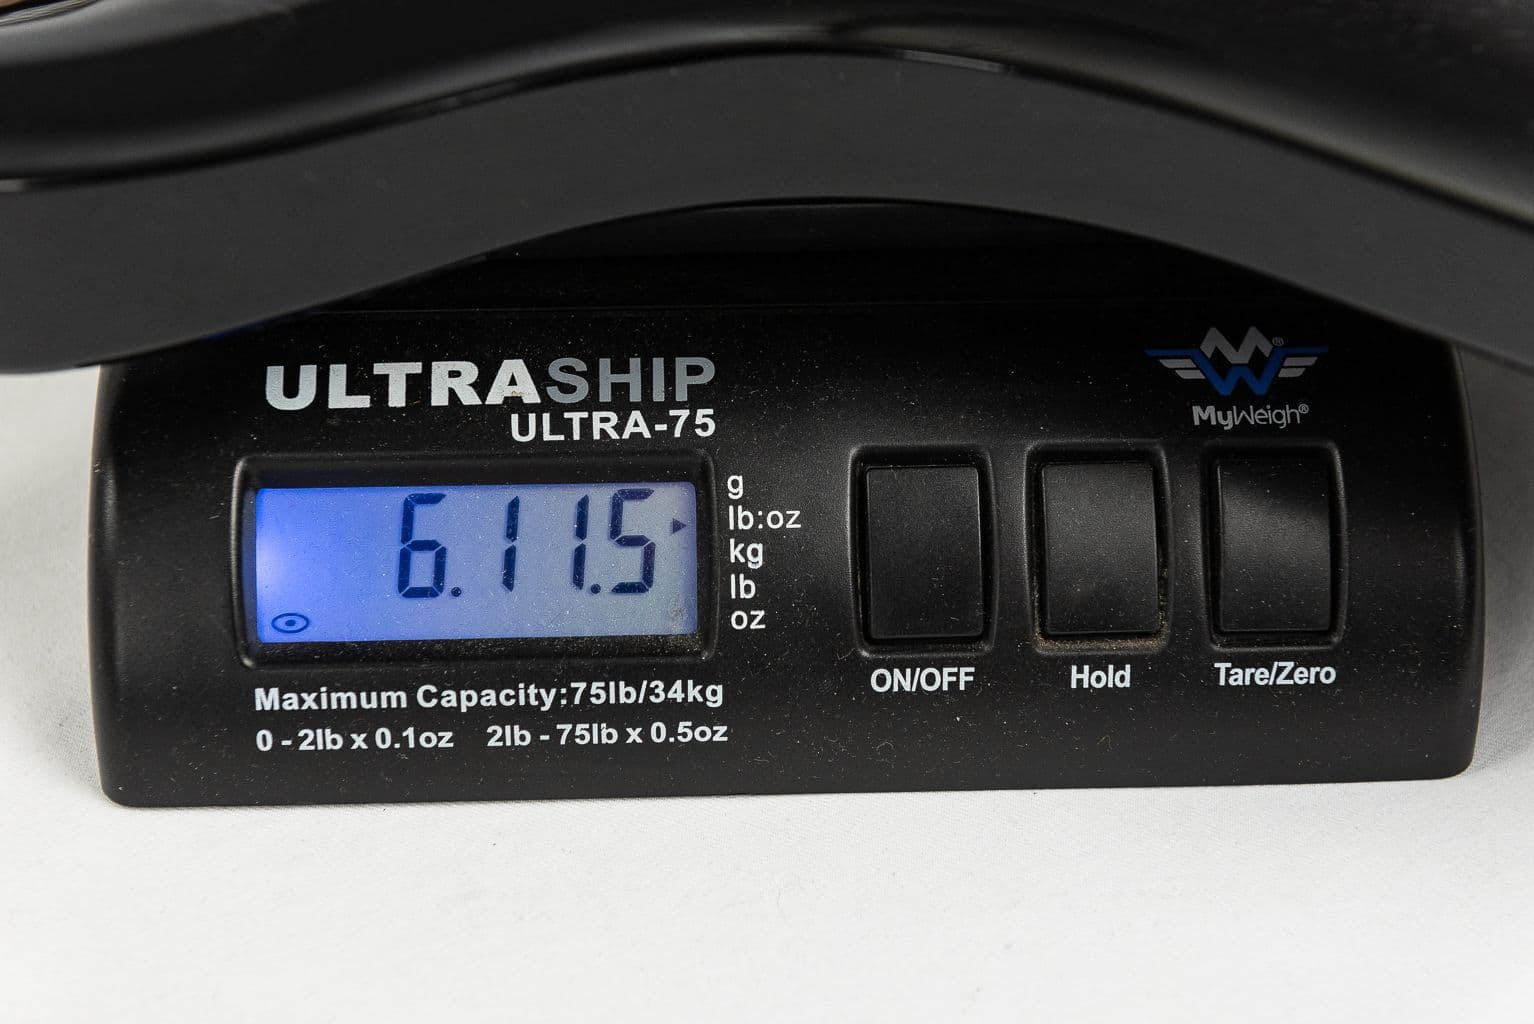 ULTRASHIP
ULTRA-75
MyWeigh®
6.11.5
g
lb:oz
kg
lb
oz
Maximum Capacity:75lb/34kg
0 - 2lb x 0.1oz 2lb - 75lb x 0.5oz
ON/OFF
Hold
Tare/Zero